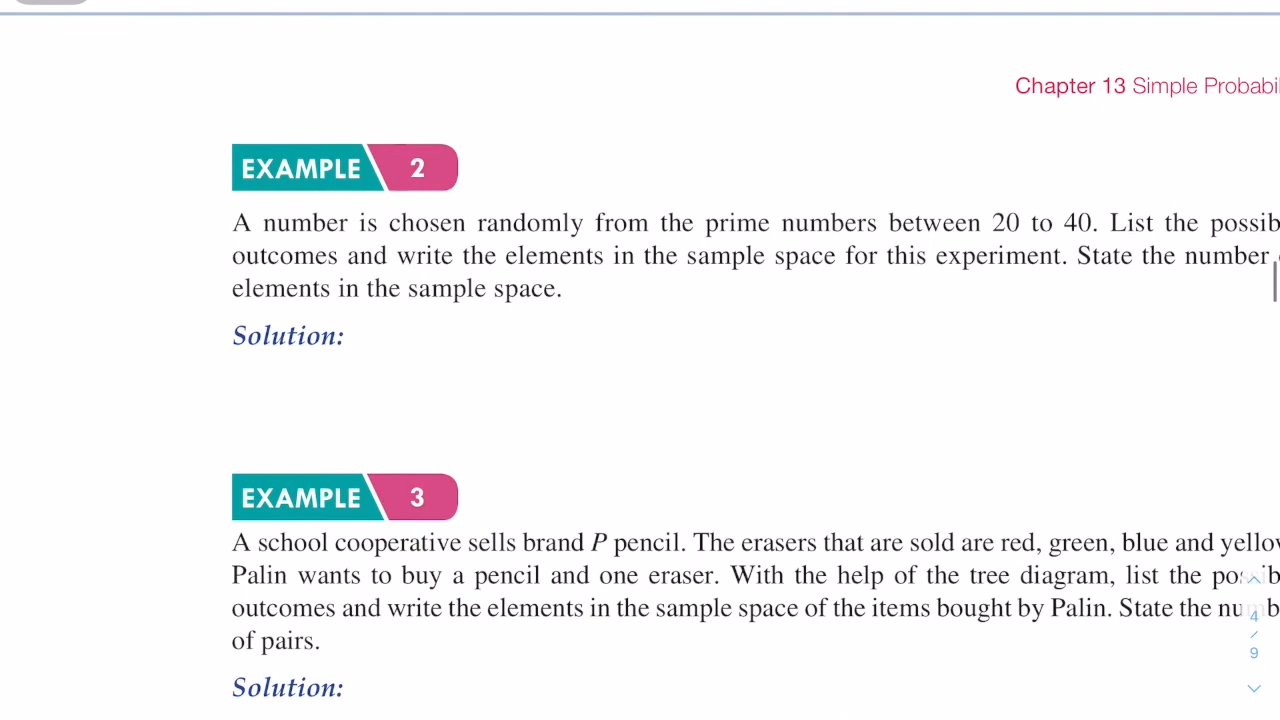 Chapter 13 Simple Probabil
EXAMPLE 2
A number is chosen randomly from the prime numbers between 20 to 40. List the possib
outcomes and write the elements in the sample space for this experiment. State the number
elements in the sample space.
Solution:
EXAMPLE 3
A school cooperative sells brand P pencil. The erasers that are sold are red, green, blue and yellow
Palin wants to buy a pencil and one eraser. With the help of the tree diagram, list the possib
outcomes and write the elements in the sample space of the items bought by Palin. State the numb
of pairs.
Solution:
4
/
9